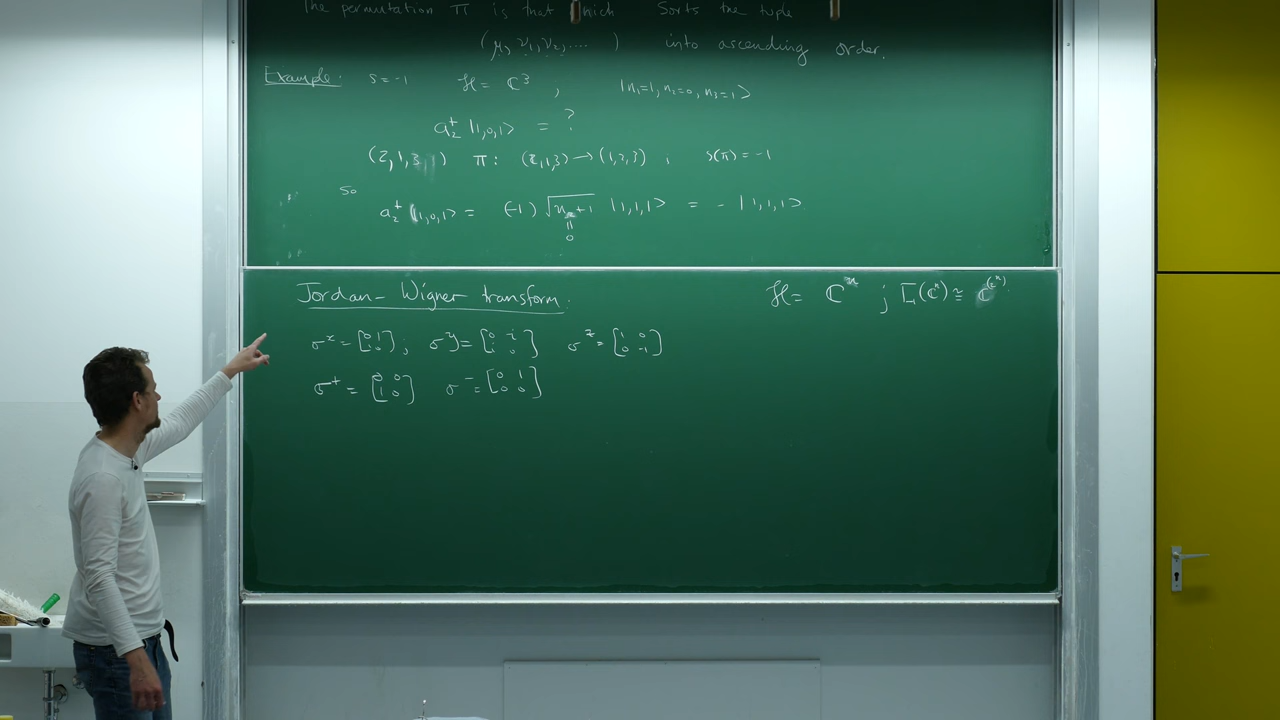 The permutation π is that which sorts the tuple
(μ, ν₁, ν₂, .... ) into ascending order.
Example: s = -1 ℋ = ℂ³ , |n₁=1, n₂=0, n₃=1>
a₂⁺ |1,0,1> = ?
(2,1,3) π: (2,1,3) → (1,2,3) , s(π) = -1
so
a₂⁺ |1,0,1> = (-1) √(n₂+1) |1,1,1> = - |1,1,1>
||
0
Jordan-Wigner transform: ℋ = ℂⁿ ;
σˣ = [0 1; 1 0] ; σʸ = [0 i; i 0] σᶻ = [1 0; 0 -1]
σ⁺ = [0 0; 1 0] σ⁻ = [0 1; 0 0]